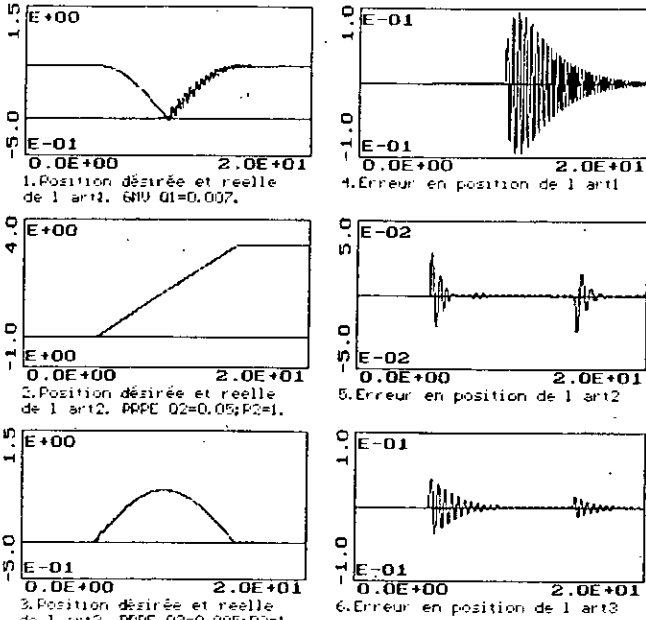 1.5 E+00
-5.0 E-01
0.0E+00 2.0E+01
1.Position désirée et reelle
de l art1. GMV Q1=0.007.
1.0 E-01
-1.0 E-01
0.0E+00 2.0E+01
4.Erreur en position de l art1
4.0 E+00
-1.0 E+00
0.0E+00 2.0E+01
2.Position désirée et reelle
de l art2. PRPE Q2=0.05;P2=1.
5.0 E-02
-5.0 E-02
0.0E+00 2.0E+01
5.Erreur en position de l art2
1.5 E+00
-5.0 E-01
0.0E+00 2.0E+01
3.Position désirée et reelle
de l art3. PRPE
1.0 E-01
-1.0 E-01
0.0E+00 2.0E+01
6.Erreur en position de l art3